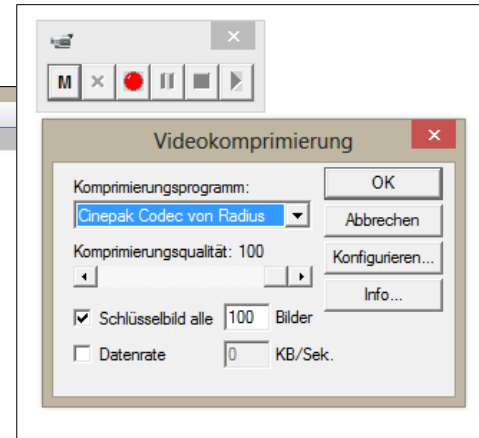 M
Videokomprimierung
Komprimierungsprogramm:
OK
Cinepak Codec von Radius
Abbrechen
Komprimierungsqualität: 100
Konfigurieren...
Info...
Schlüsselbild alle 100 Bilder
Datenrate 0 KB/Sek.